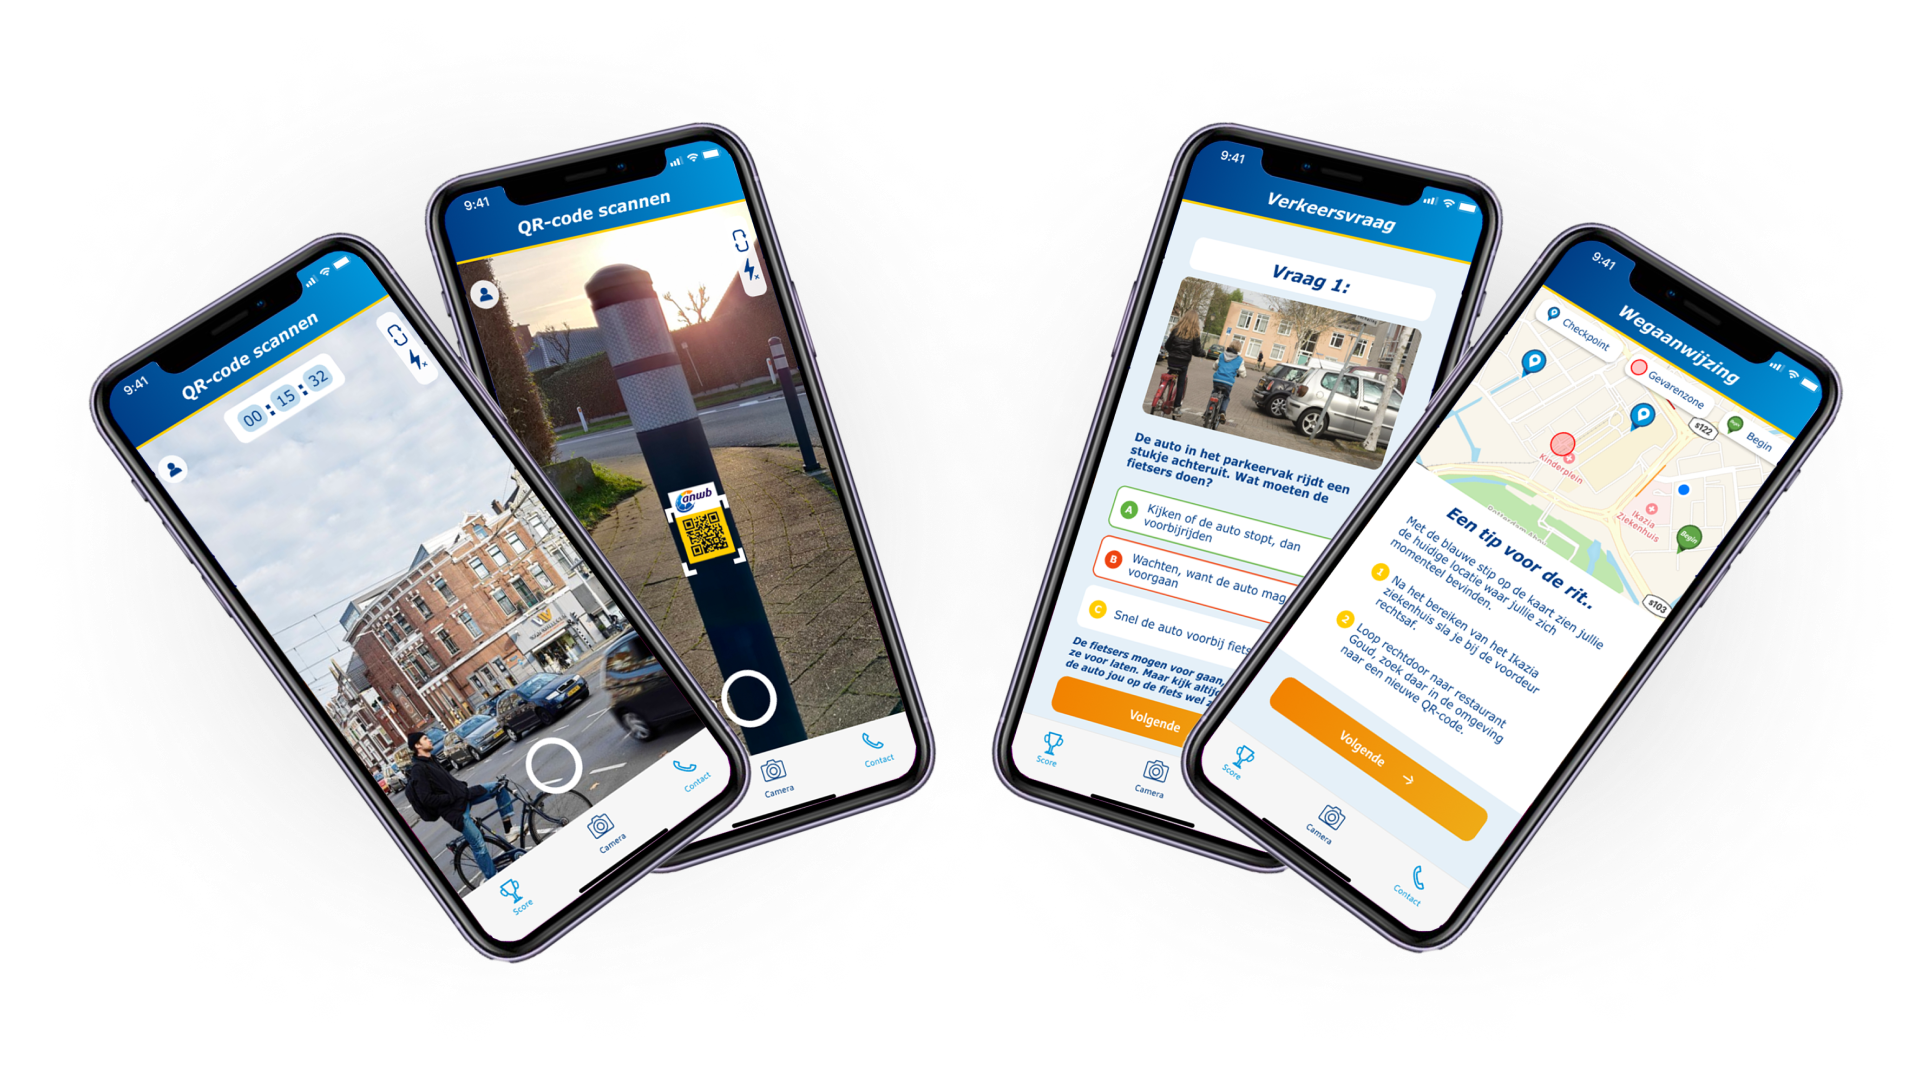 9:41
QR-code scannen
00 : 15 : 32
Score
Camera
Contact
9:41
QR-code scannen
anwb
Camera
Contact
9:41
Verkeersvraag
Vraag 1:
De auto in het parkeervak rijdt een
stukje achteruit. Wat moeten de
fietsers doen?
A
Kijken of de auto stopt, dan
voorbijrijden
B
Wachten, want de auto mag
voorgaan
C
Snel de auto voorbij fiets
De fietsers mogen voor gaan,
ze voor laten. Maar kijk altij
de auto jou op de fiets wel
Volgende
Score
Camera
9:41
Wegaanwijzing
Checkpoint
Gevarenzone
Begin
s122
Kinderplein
Ikazia
Ziekenhuis
Begin
s103
Een tip voor de rit..
Met de blauwe stip op de kaart zien jullie
de huidige locatie waar jullie zich
momenteel bevinden.
1
Na het bereiken van het Ikazia
ziekenhuis sla je bij de voordeur
rechtsaf.
2
Loop rechtdoor naar restaurant
Goud, zoek daar in de omgeving
naar een nieuwe QR-code.
Volgende →
Score
Camera
Contact